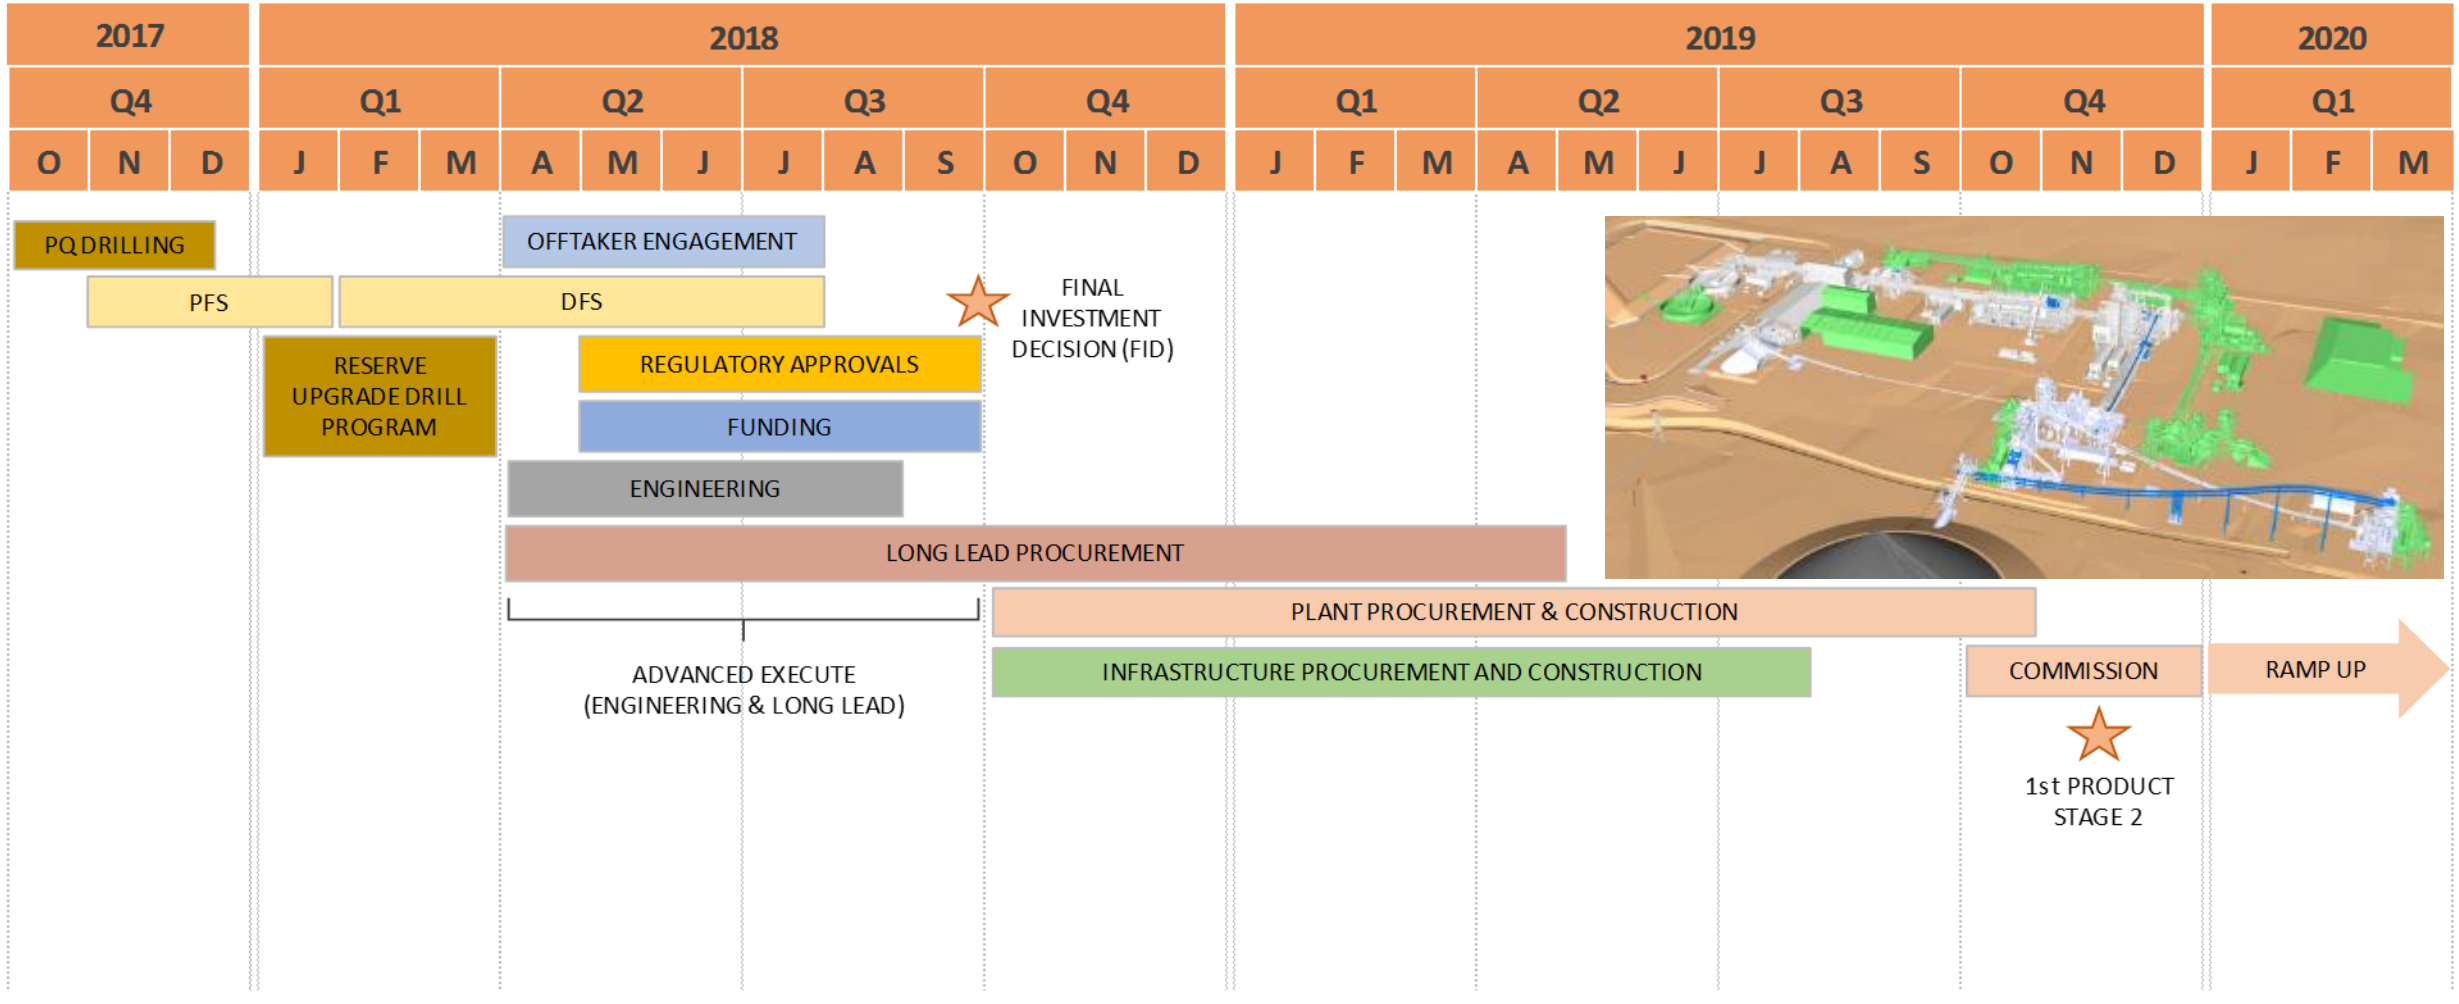 2017 2018 2019 2020
Q4 Q1 Q2 Q3 Q4 Q1 Q2 Q3 Q4 Q1
O N D J F M A M J J A S O N D J F M A M J J A S O N D J F M
PQ DRILLING
OFFTAKER ENGAGEMENT
PFS
DFS
FINAL
INVESTMENT
DECISION (FID)
RESERVE
UPGRADE DRILL
PROGRAM
REGULATORY APPROVALS
FUNDING
ENGINEERING
LONG LEAD PROCUREMENT
PLANT PROCUREMENT & CONSTRUCTION
ADVANCED EXECUTE
(ENGINEERING & LONG LEAD)
INFRASTRUCTURE PROCUREMENT AND CONSTRUCTION
COMMISSION
RAMP UP
1st PRODUCT
STAGE 2